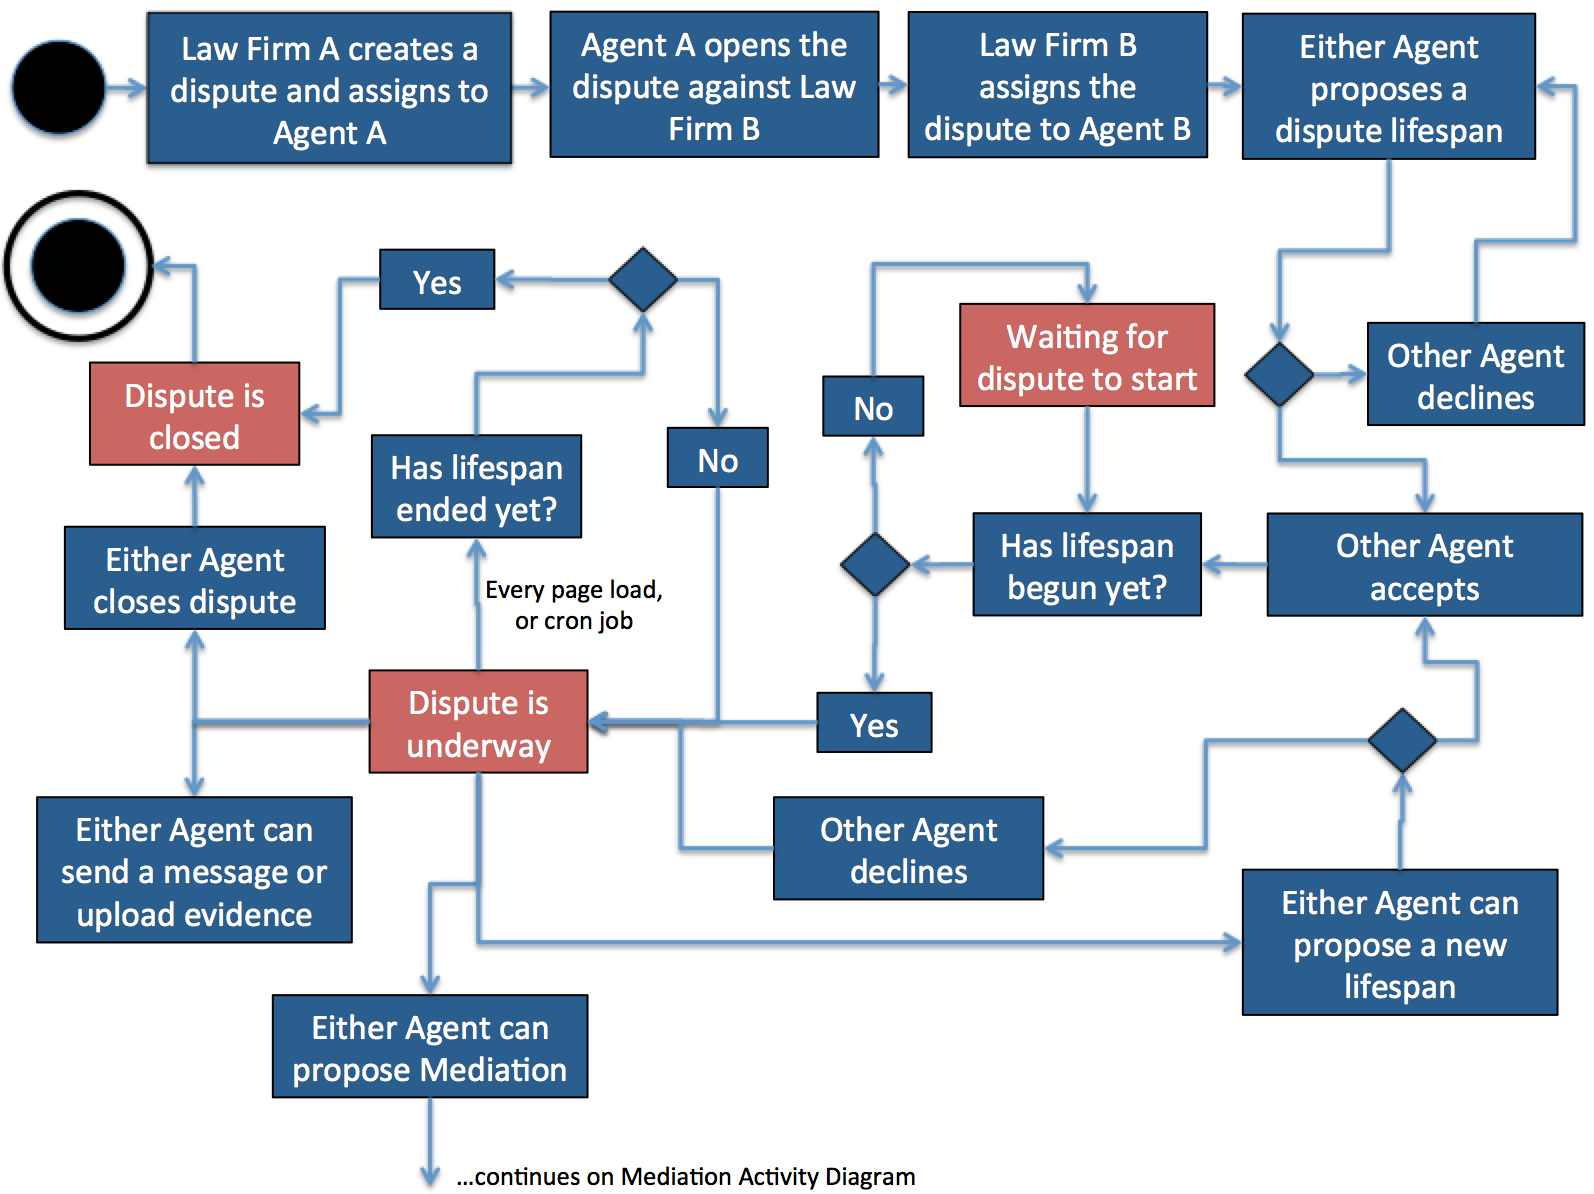 Law Firm A creates a
dispute and assigns to
Agent A
Agent A opens the
dispute against Law
Firm B
Law Firm B
assigns the
dispute to Agent B
Either Agent
proposes a
dispute lifespan
Yes
Waiting for
dispute to start
Other Agent
declines
Dispute is
closed
No
No
Has lifespan
ended yet?
Has lifespan
begun yet?
Other Agent
accepts
Either Agent
closes dispute
Every page load,
or cron job
Dispute is
underway
Yes
Either Agent can
send a message or
upload evidence
Other Agent
declines
Either Agent can
propose a new
lifespan
Either Agent can
propose Mediation
...continues on Mediation Activity Diagram